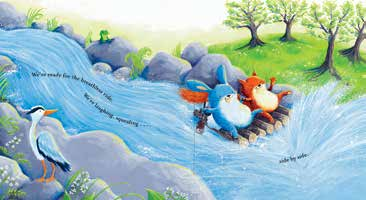 We're ready for the breathless ride.
We're laughing, squealing . . . .
side by side.